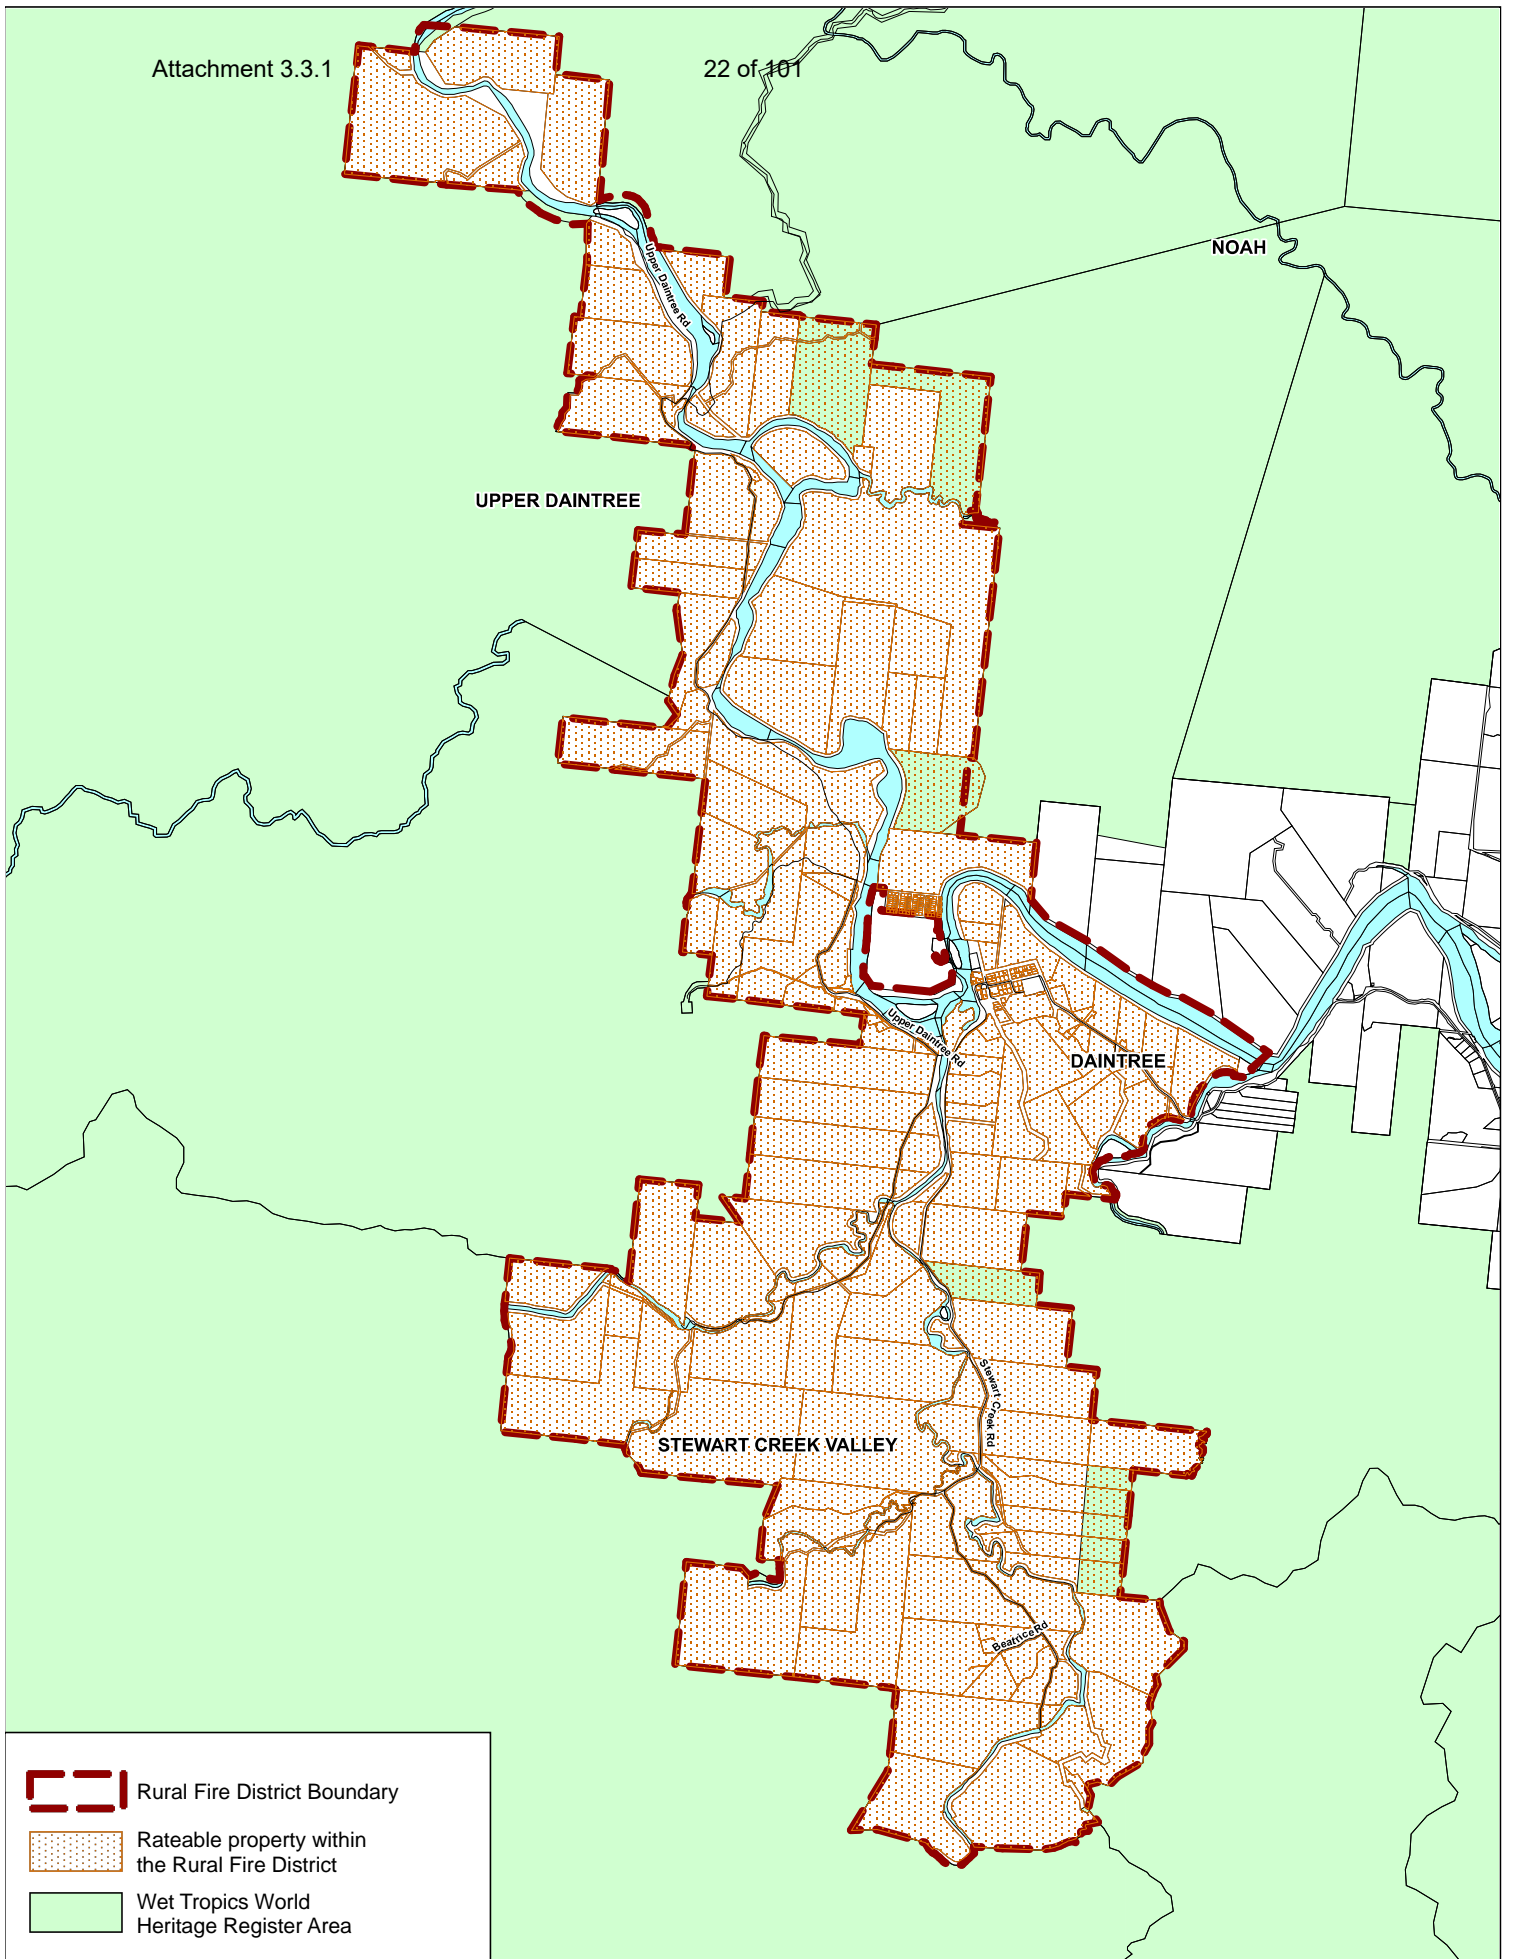 Attachment 3.3.1
22 of 101
NOAH
Upper Daintree Rd
UPPER DAINTREE
Upper Daintree Rd
DAINTREE
Stewart Creek Rd
STEWART CREEK VALLEY
Beatrice Rd
Rural Fire District Boundary
Rateable property within
the Rural Fire District
Wet Tropics World
Heritage Register Area